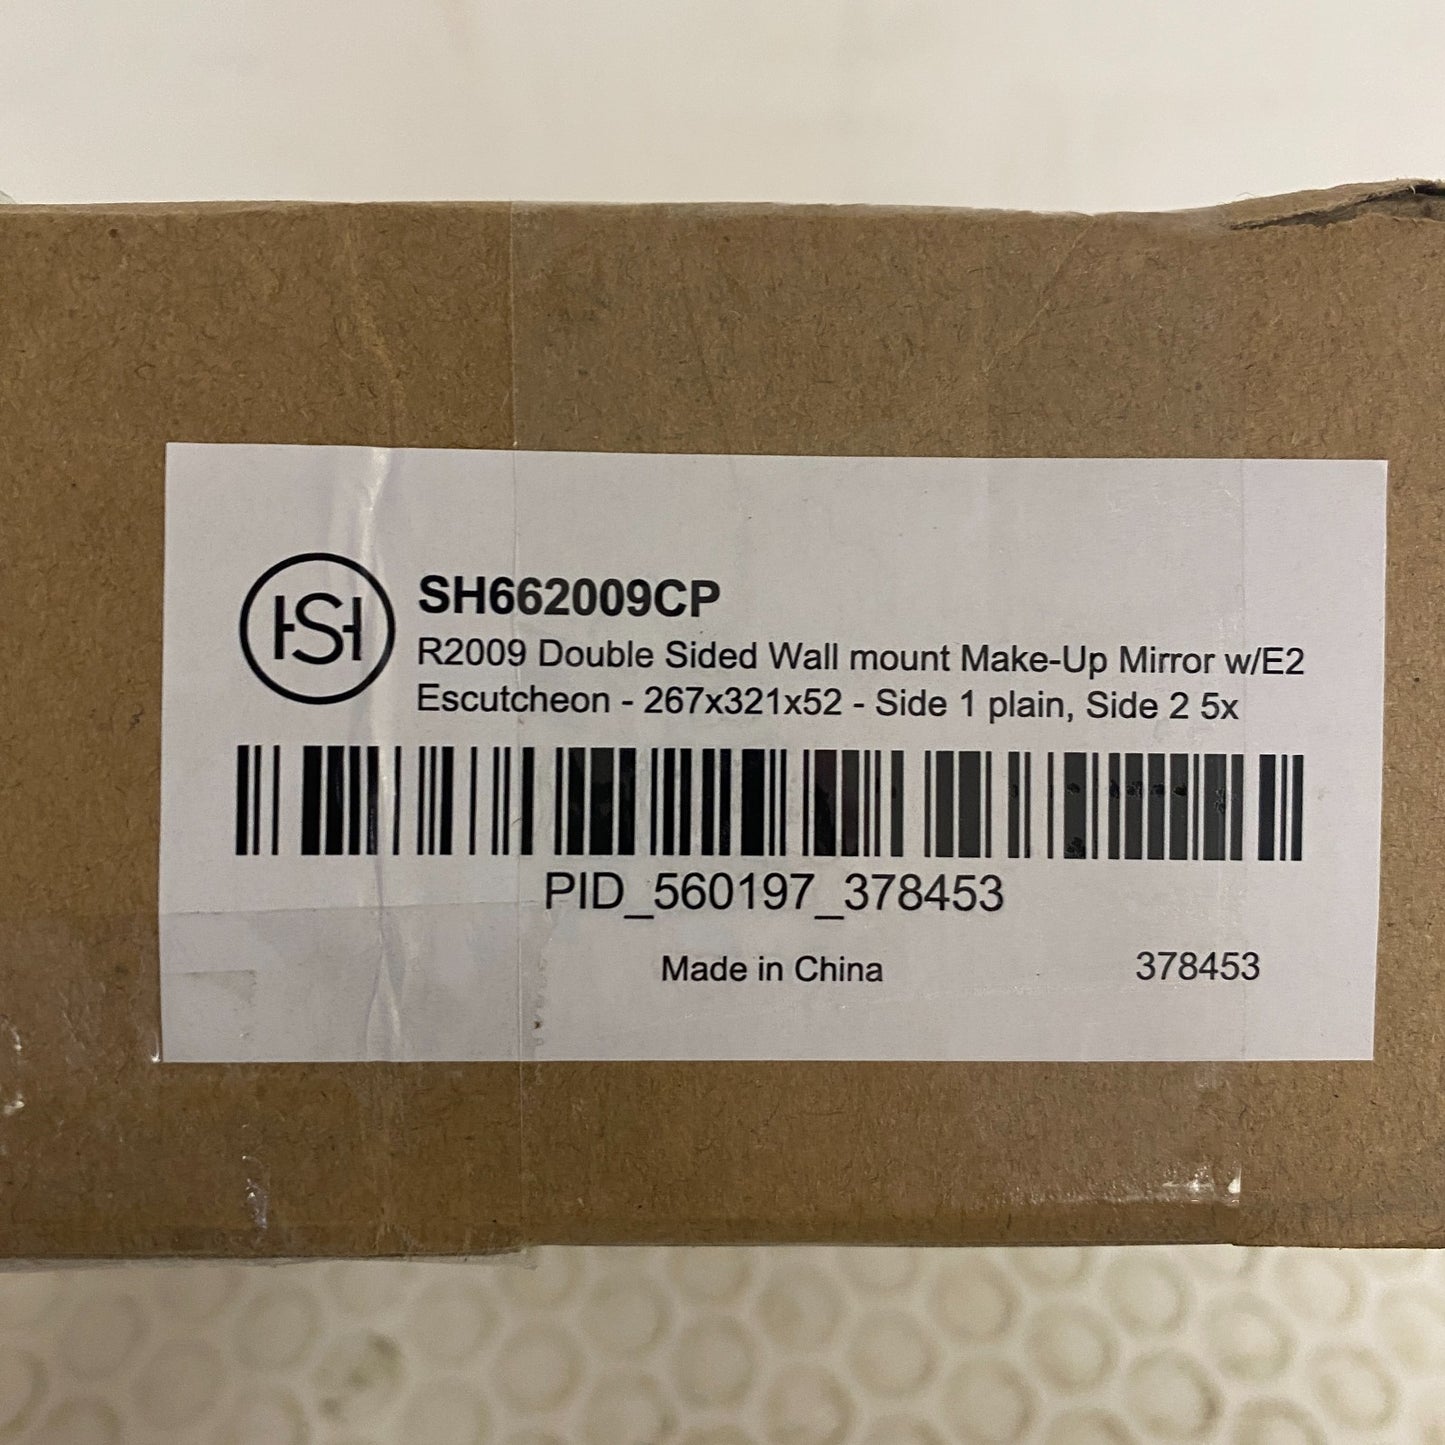 SH
SH662009CP
R2009 Double Sided Wall mount Make-Up Mirror w/E2
Escutcheon - 267x321x52 - Side 1 plain, Side 2 5x
PID_560197_378453
Made in China 378453